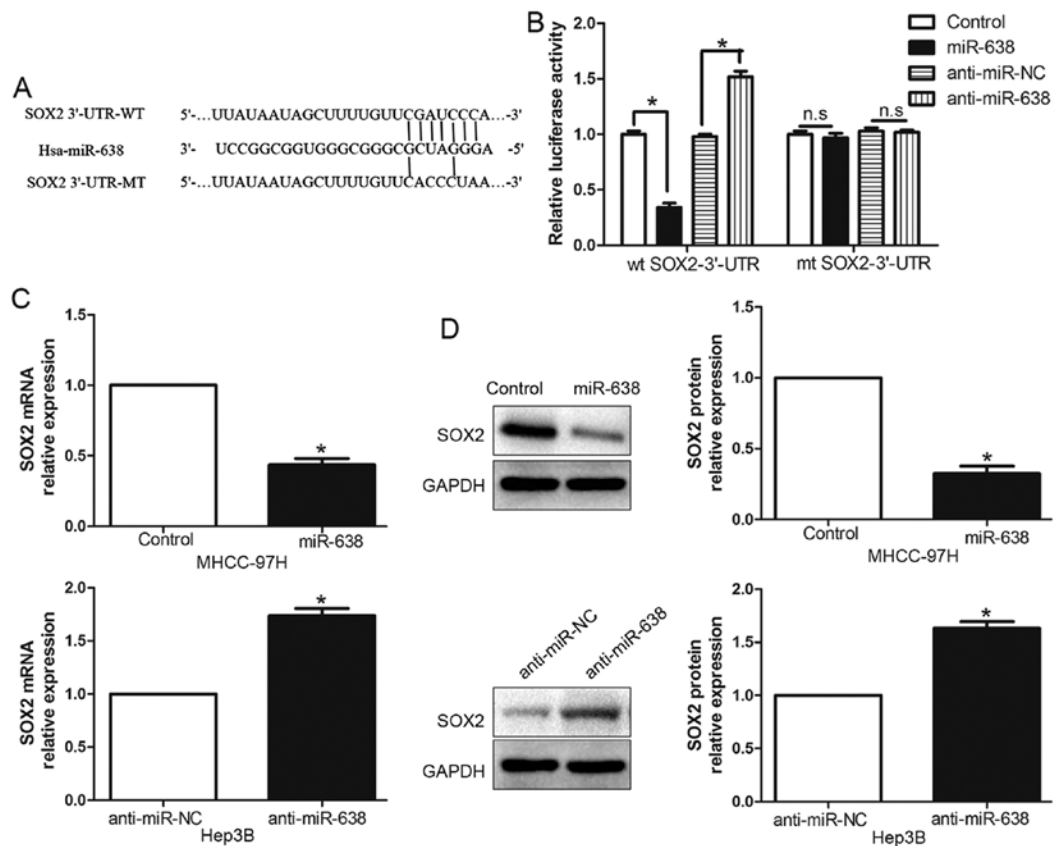 A
SOX2 3'-UTR-WT 5'-...UUAUAAUAGCUUUUGUUCGAUCCCA...-3'
Hsa-miR-638 3'- UCCGGCGGUGGGCGGGCGCUAGGGA -5'
SOX2 3'-UTR-MT 5'-...UUAUAAUAGCUUUUGUUCACCCUAA...-3'
B
Relative luciferase activity
1.5
1.0
0.5
0.0
*
*
n.s
n.s
wt SOX2-3'-UTR
mt SOX2-3'-UTR
Control
miR-638
anti-miR-NC
anti-miR-638
C
SOX2 mRNA
relative expression
1.5
1.0
0.5
0.0
*
Control
miR-638
MHCC-97H
SOX2 mRNA
relative expression
2.0
1.5
1.0
0.5
0.0
*
anti-miR-NC
anti-miR-638
Hep3B
D
Control miR-638
SOX2
GAPDH
SOX2 protein
relative expression
1.5
1.0
0.5
0.0
*
Control
miR-638
MHCC-97H
anti-miR-NC
anti-miR-638
SOX2
GAPDH
SOX2 protein
relative expression
2.0
1.5
1.0
0.5
0.0
*
anti-miR-NC
anti-miR-638
Hep3B